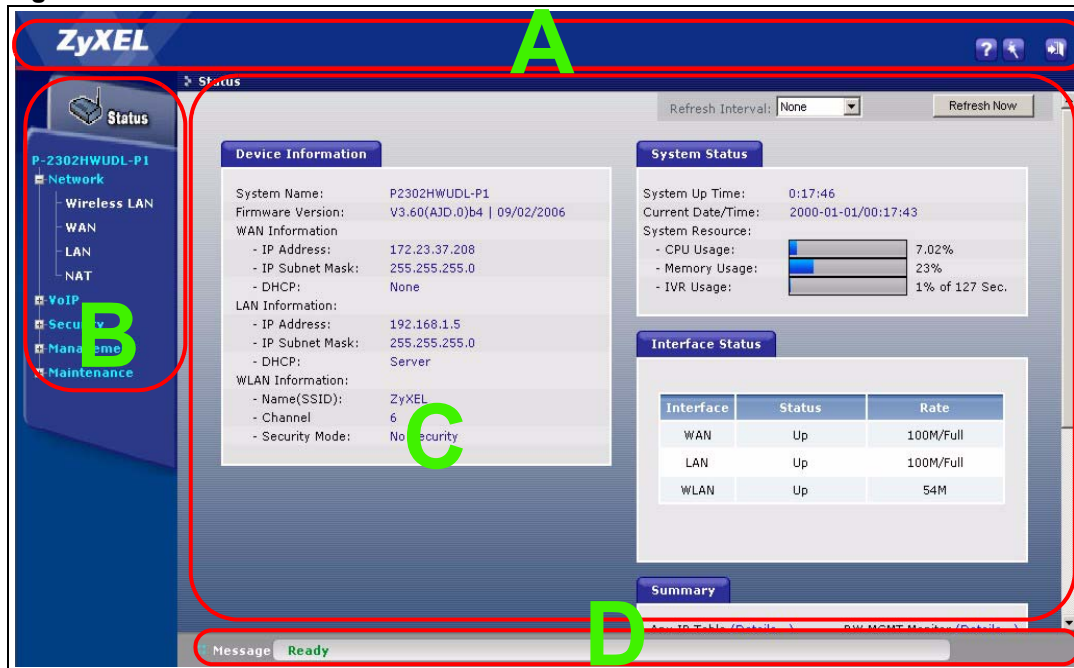 ZyXEL
A
?
Status
Status
Refresh Interval: None
Refresh Now
P-2302HWUDL-P1
Network
Wireless LAN
WAN
LAN
NAT
VoIP
Security
Maintenance
B
Device Information
System Name: P2302HWUDL-P1
Firmware Version: V3.60(AJD.0)b4 | 09/02/2006
WAN Information
- IP Address: 172.23.37.208
- IP Subnet Mask: 255.255.255.0
- DHCP: None
LAN Information:
- IP Address: 192.168.1.5
- IP Subnet Mask: 255.255.255.0
- DHCP: Server
WLAN Information:
- Name(SSID): ZyXEL
- Channel 6
- Security Mode: No Security
C
System Status
System Up Time: 0:17:46
Current Date/Time: 2000-01-01/00:17:43
System Resource:
- CPU Usage: 7.02%
- Memory Usage: 23%
- IVR Usage: 1% of 127 Sec.
Interface Status
Interface Status Rate
WAN Up 100M/Full
LAN Up 100M/Full
WLAN Up 54M
Summary
D
Message Ready